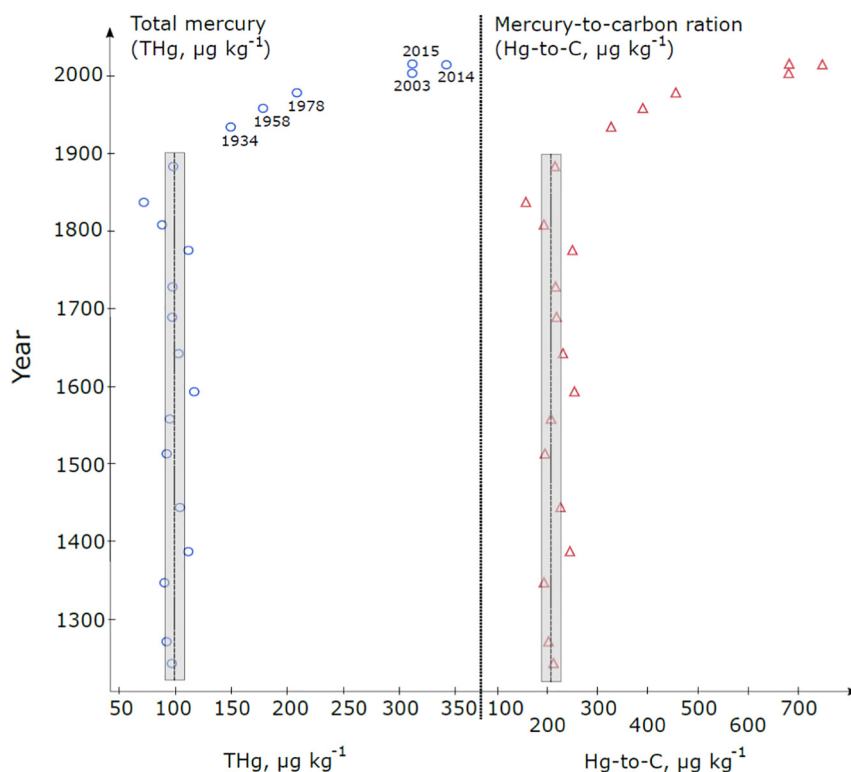 Total mercury
(THg, µg kg⁻¹)
Mercury-to-carbon ration
(Hg-to-C, µg kg⁻¹)
2015
2003
2014
1978
1958
1934
Year
2000
1900
1800
1700
1600
1500
1400
1300
50 100 150 200 250 300 350
100 200 300 400 500 600 700
THg, µg kg⁻¹
Hg-to-C, µg kg⁻¹